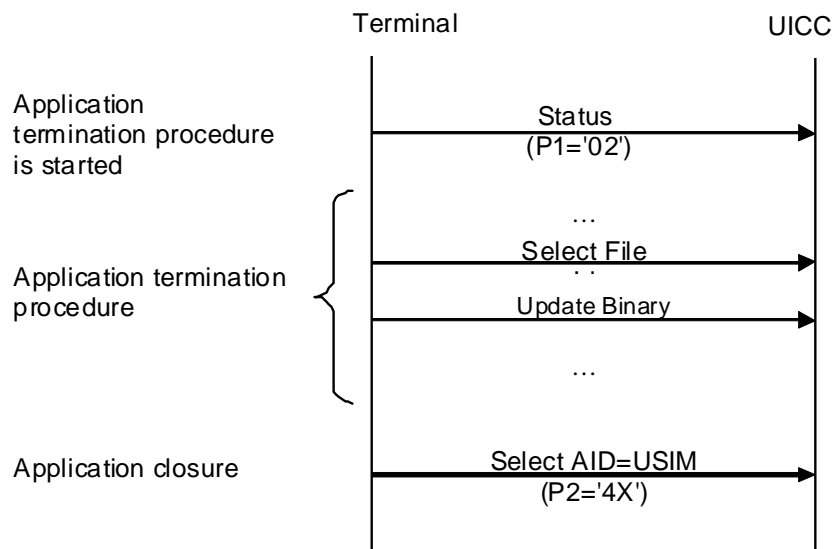 Terminal
UICC
Application
termination procedure
is started
Status
(P1='02')
...
Select File
. .
Application termination
procedure
Update Binary
...
Application closure
Select AID=USIM
(P2='4X')